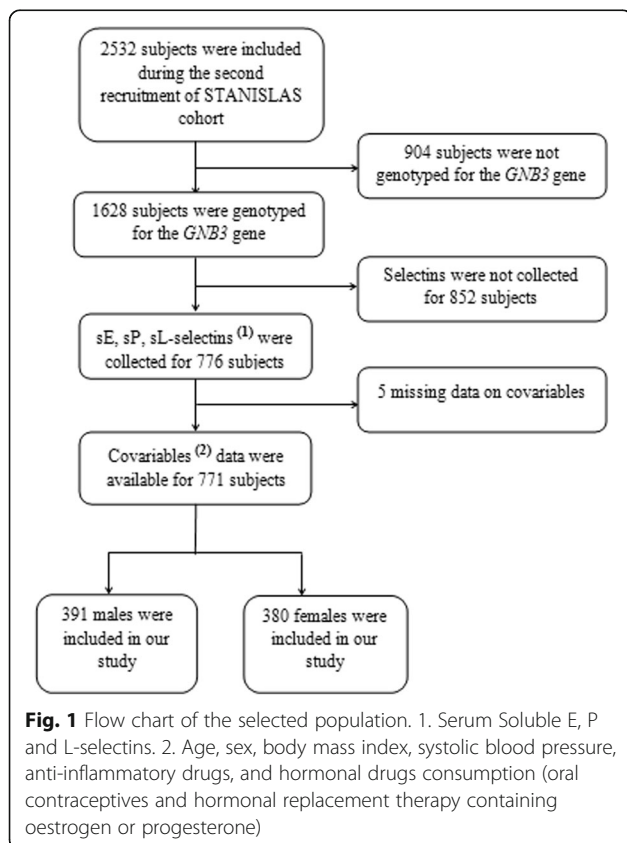 2532 subjects were included
during the second
recruitment of STANISLAS
cohort
904 subjects were not
genotyped for the GNB3 gene
1628 subjects were genotyped
for the GNB3 gene
Selectins were not collected
for 852 subjects
sE, sP, sL-selectins (1) were
collected for 776 subjects
5 missing data on covariables
Covariables (2) data were
available for 771 subjects
391 males were
included in our
study
380 females were
included in our
study
Fig. 1 Flow chart of the selected population. 1. Serum Soluble E, P
and L-selectins. 2. Age, sex, body mass index, systolic blood pressure,
anti-inflammatory drugs, and hormonal drugs consumption (oral
contraceptives and hormonal replacement therapy containing
oestrogen or progesterone)